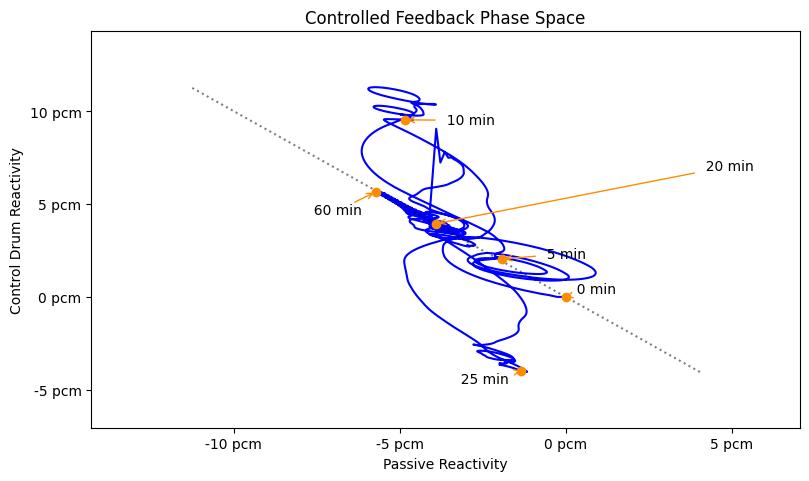 Controlled Feedback Phase Space
Control Drum Reactivity
10 pcm
5 pcm
0 pcm
-5 pcm
10 min
20 min
60 min
5 min
0 min
25 min
-10 pcm
-5 pcm
0 pcm
5 pcm
Passive Reactivity